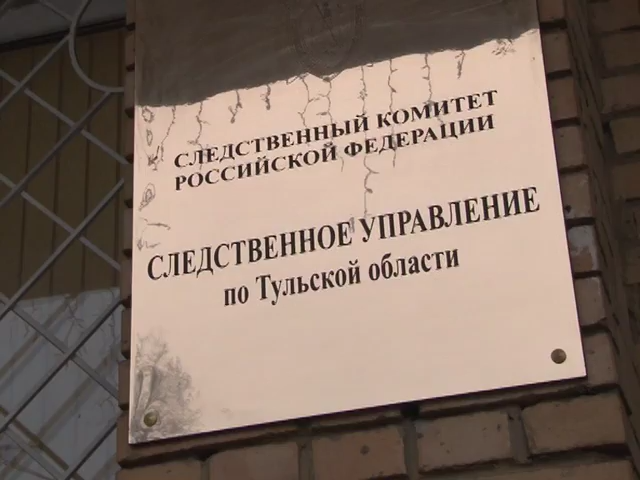 СЛЕДСТВЕННЫЙ КОМИТЕТ
РОССИЙСКОЙ ФЕДЕРАЦИИ
СЛЕДСТВЕННОЕ УПРАВЛЕНИЕ
по Тульской области